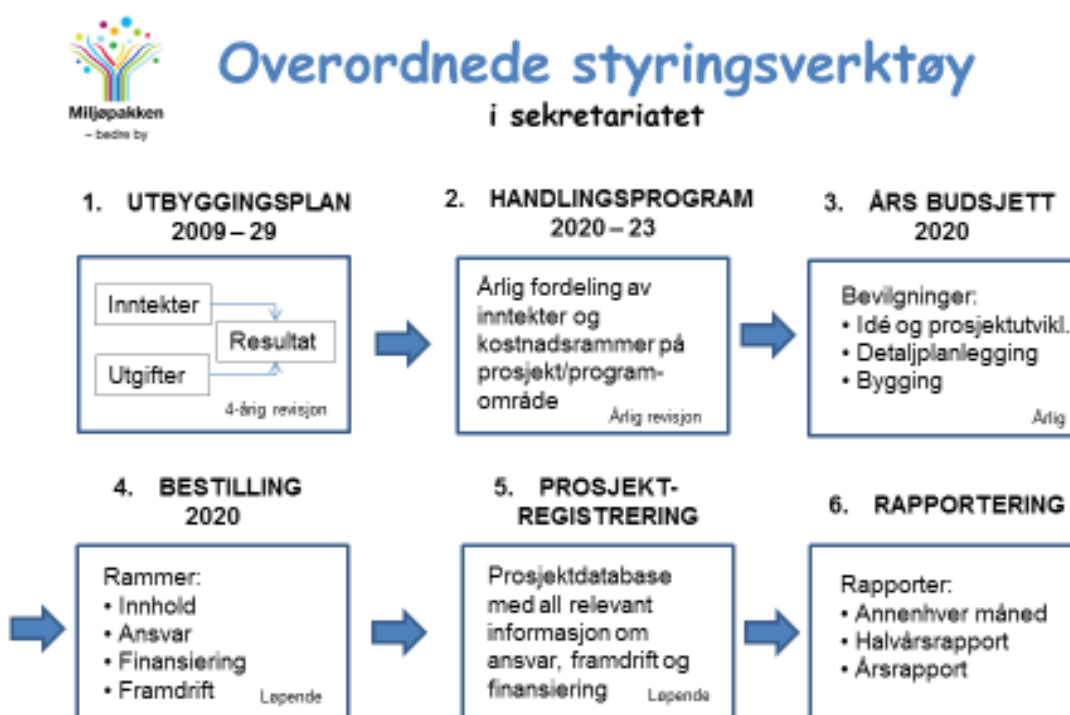 Miljøpakken
– bedre by
Overordnede styringsverktøy
i sekretariatet
1. UTBYGGINGSPLAN
2009 – 29
Inntekter
Resultat
Utgifter
4-årig revisjon
2. HANDLINGSPROGRAM
2020 – 23
Årlig fordeling av
inntekter og
kostnadsrammer på
prosjekt/program-
område
Årlig revisjon
3. ÅRS BUDSJETT
2020
Bevilgninger:
• Idé og prosjektutvikl.
• Detaljplanlegging
• Bygging
Årlig
4. BESTILLING
2020
Rammer:
• Innhold
• Ansvar
• Finansiering
• Framdrift
Løpende
5. PROSJEKT-
REGISTRERING
Prosjektdatabase
med all relevant
informasjon om
ansvar, framdrift og
finansiering
Løpende
6. RAPPORTERING
Rapporter:
• Annenhver måned
• Halvårsrapport
• Årsrapport